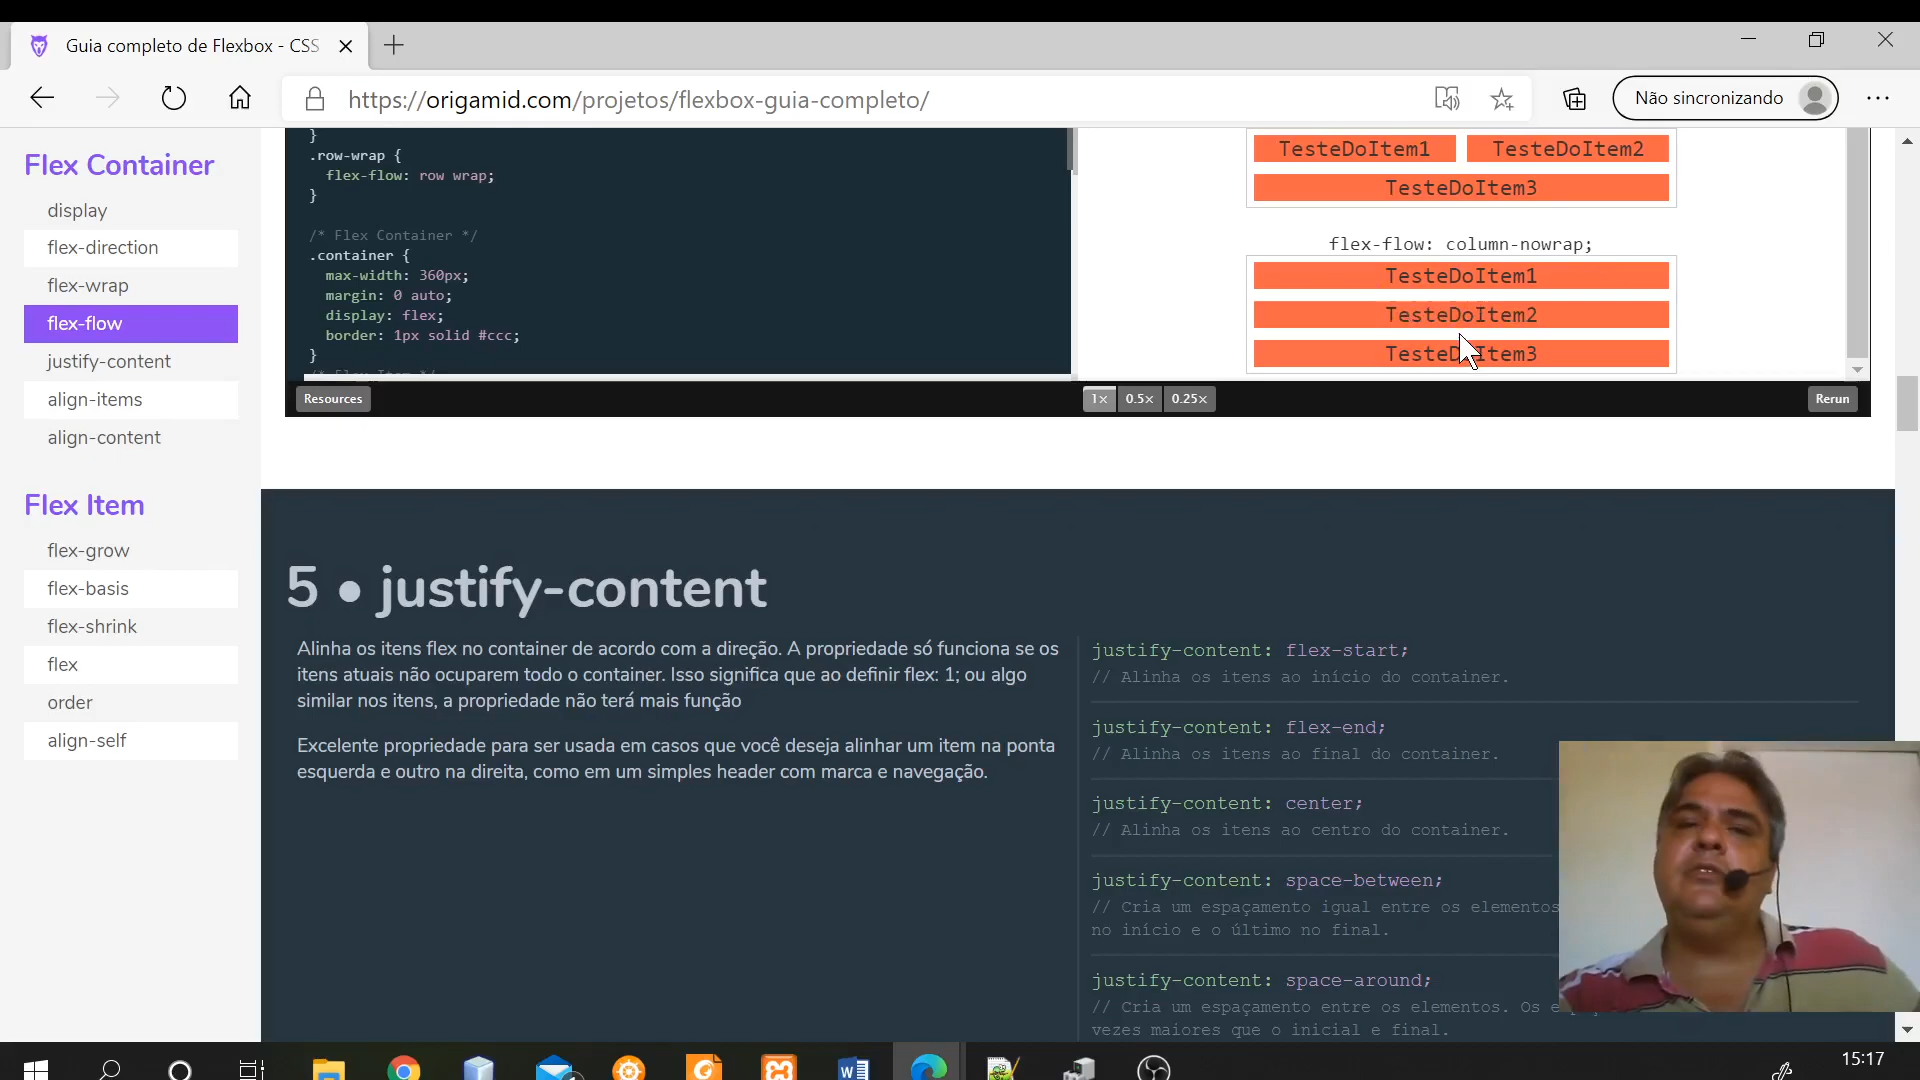 Guia completo de Flexbox - CSS
https://origamid.com/projetos/flexbox-guia-completo/
Não sincronizando
Flex Container
display
flex-direction
flex-wrap
flex-flow
justify-content
align-items
align-content
Flex Item
flex-grow
flex-basis
flex-shrink
flex
order
align-self
}
.row-wrap {
flex-flow: row wrap;
}
/* Flex Container */
.container {
max-width: 360px;
margin: 0 auto;
display: flex;
border: 1px solid #ccc;
}
TesteDoItem1 TesteDoItem2
TesteDoItem3
flex-flow: column-nowrap;
TesteDoItem1
TesteDoItem2
TesteDoItem3
Resources
1× 0.5× 0.25×
Rerun
5 • justify-content
Alinha os itens flex no container de acordo com a direção. A propriedade só funciona se os
itens atuais não ocuparem todo o container. Isso significa que ao definir flex: 1; ou algo
similar nos itens, a propriedade não terá mais função
Excelente propriedade para ser usada em casos que você deseja alinhar um item na ponta
esquerda e outro na direita, como em um simples header com marca e navegação.
justify-content: flex-start;
// Alinha os itens ao início do container.
justify-content: flex-end;
// Alinha os itens ao final do container.
justify-content: center;
// Alinha os itens ao centro do container.
justify-content: space-between;
// Cria um espaçamento igual entre os elementos
no início e o último no final.
justify-content: space-around;
// Cria um espaçamento entre os elementos. Os
vezes maiores que o inicial e final.
15:17